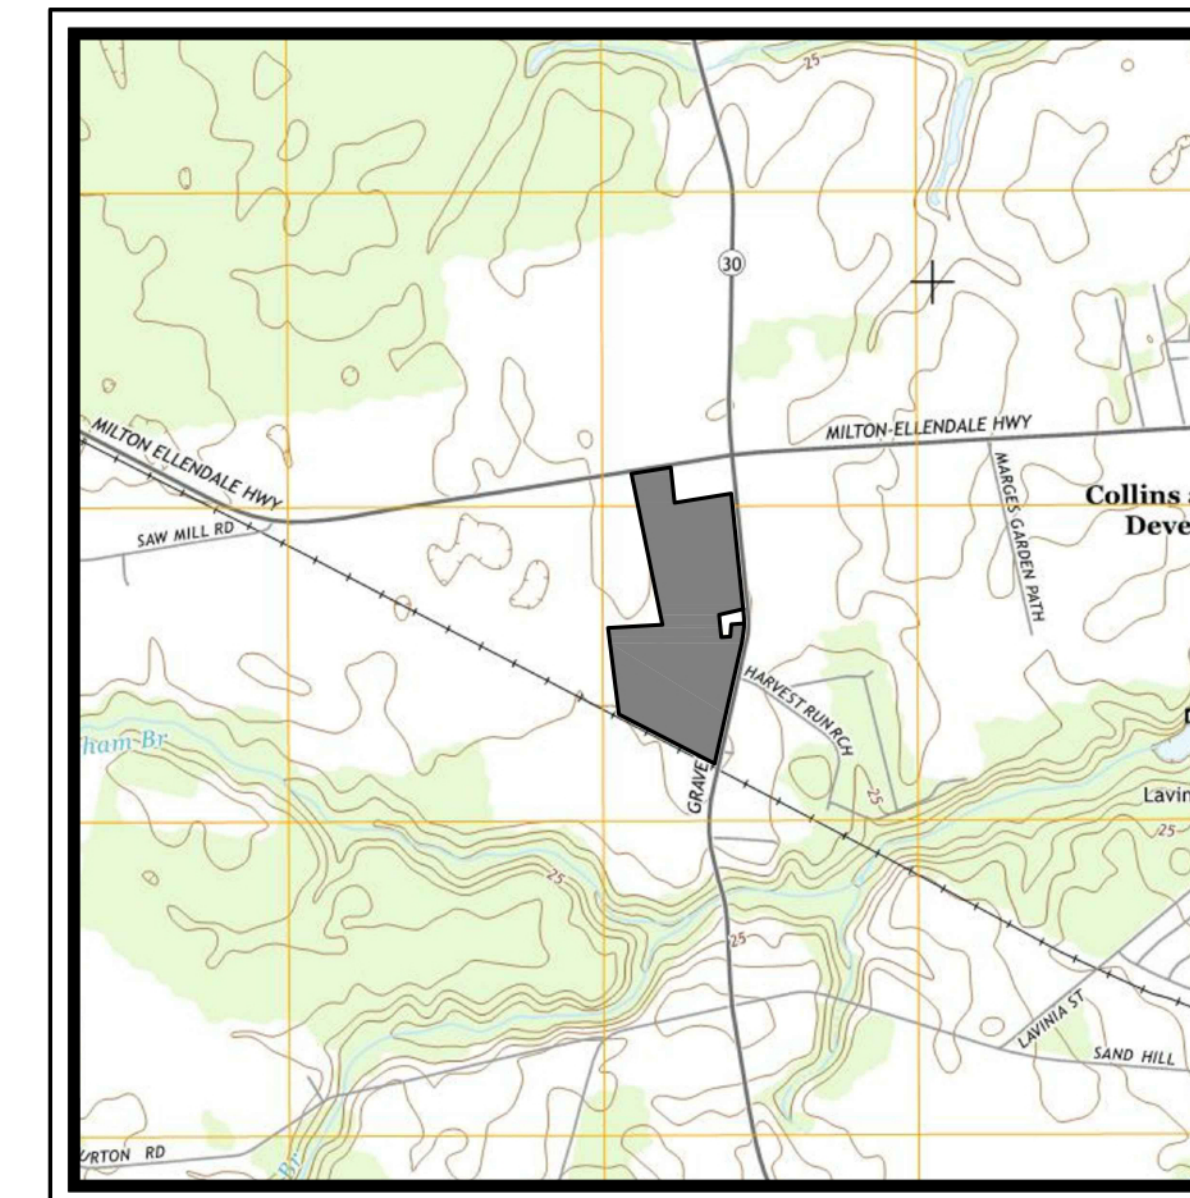 25
30
MILTON-ELLENDALE HWY
MILTON ELLENDALE HWY
MARGES GARDEN PATH
Collins
Deve
SAW MILL RD
HARVEST RUN RCH
ham Br
GRAVE
25
Lavin
25
25
25
LAVINIA ST
SAND HILL
URTON RD
Br